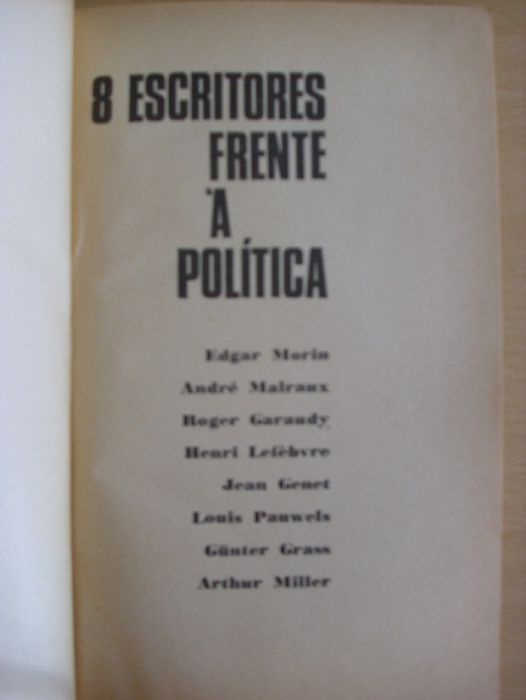 8 ESCRITORES
FRENTE
À
POLÍTICA
Edgar Morin
André Malraux
Roger Garaudy
Henri Lefèbvre
Jean Genet
Louis Pauwels
Günter Grass
Arthur Miller